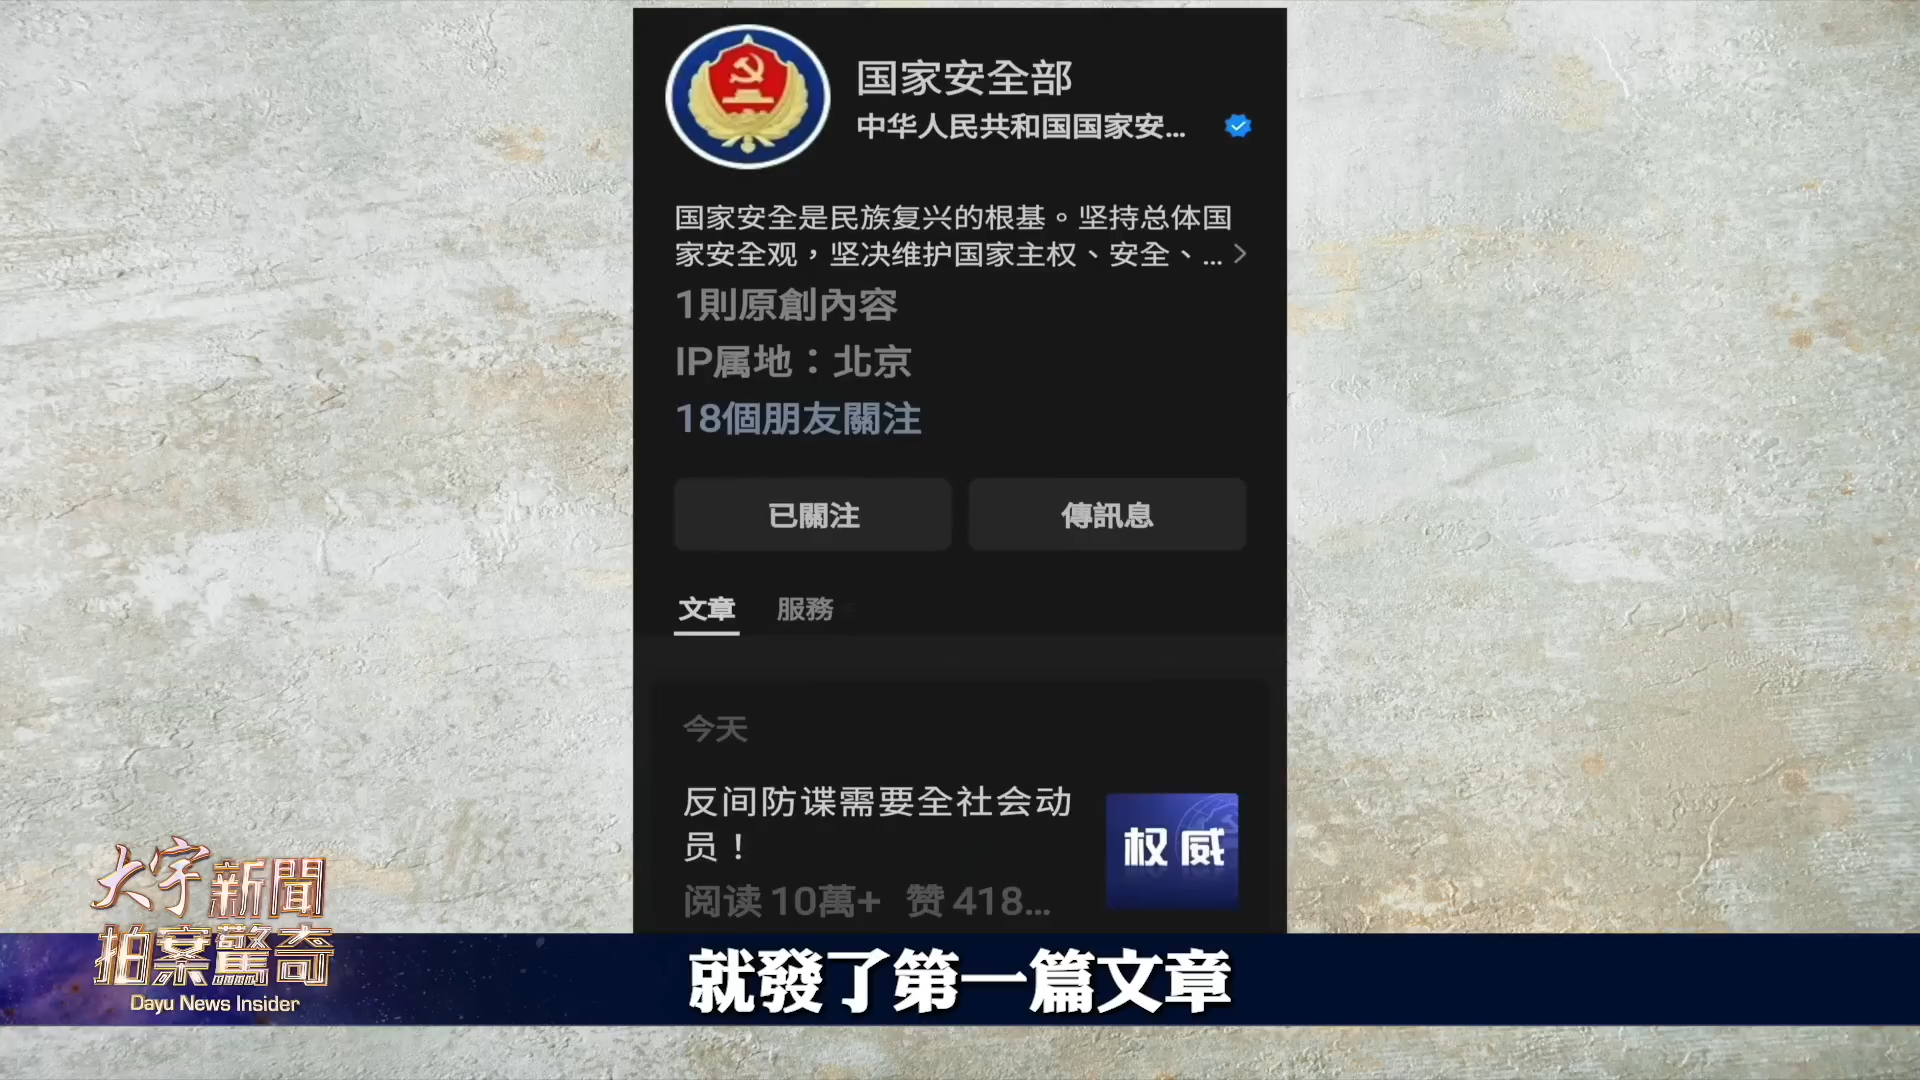 国家安全部
中华人民共和国国家安...
国家安全是民族复兴的根基。坚持总体国
家安全观，坚决维护国家主权、安全、...
1則原創內容
IP属地：北京
18個朋友關注
已關注
傳訊息
文章
服務
今天
反间防谍需要全社会动
员！
权威
阅读 10萬+ 赞 418...
大宇新聞
拍案驚奇
Dayu News Insider
就發了第一篇文章